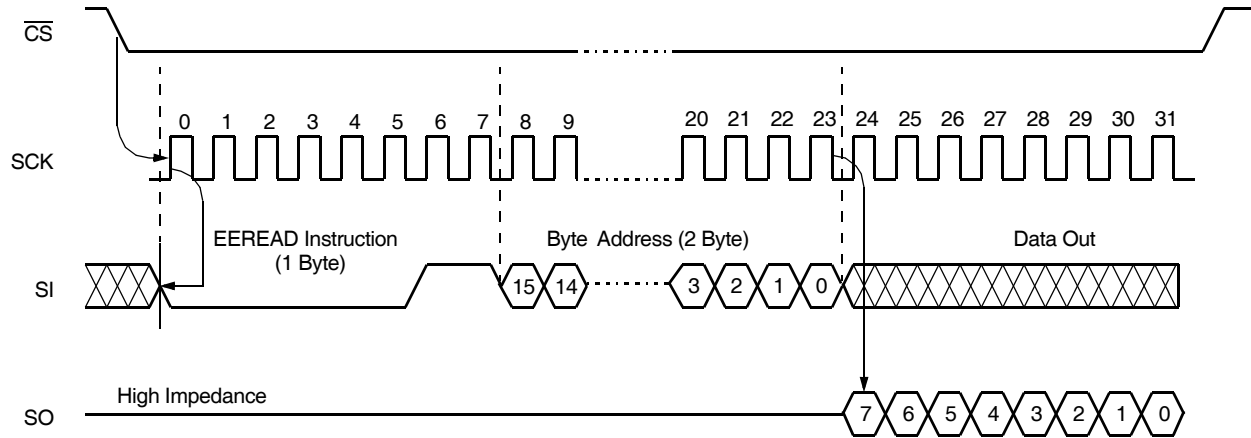 CS
0 1 2 3 4 5 6 7 8 9 20 21 22 23 24 25 26 27 28 29 30 31
SCK
EEREAD Instruction
(1 Byte)
Byte Address (2 Byte)
Data Out
SI
15 14 3 2 1 0
High Impedance
SO
7 6 5 4 3 2 1 0